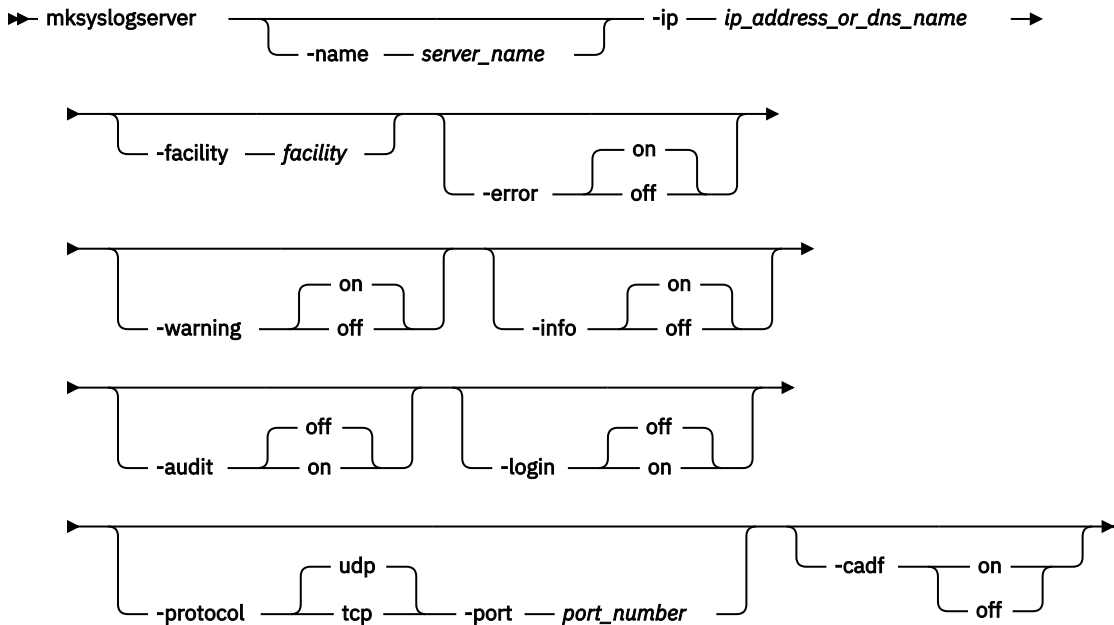 mksyslogserver -ip ip_address_or_dns_name
-name server_name
-facility facility
on
-error off
on on
-warning off -info off
off off
-audit on -login on
udp -cadf on
-protocol tcp -port port_number off